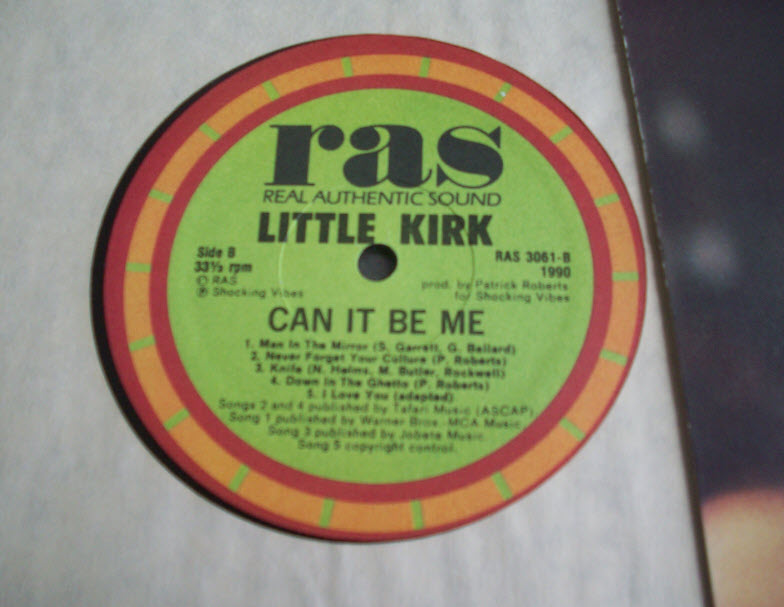 ras
REAL AUTHENTIC SOUND
LITTLE KIRK
Side B
33⅓ rpm
© RAS
℗ Shocking Vibes
RAS 3061-B
1990
prod. by Patrick Roberts
for Shocking Vibes
CAN IT BE ME
1. Man In The Mirror (S. Garrett, G. Ballard)
2. Never Forget Your Culture (P. Roberts)
3. Knife (N. Helms, M. Butler, Rockwell)
4. Down In The Ghetto (P. Roberts)
5. I Love You (adapted)
Songs 2 and 4 published by Tafari Music (ASCAP)
Song 1 published by Warner Bros.-MCA Music
Song 3 published by Jobete Music
Song 5 copyright control.